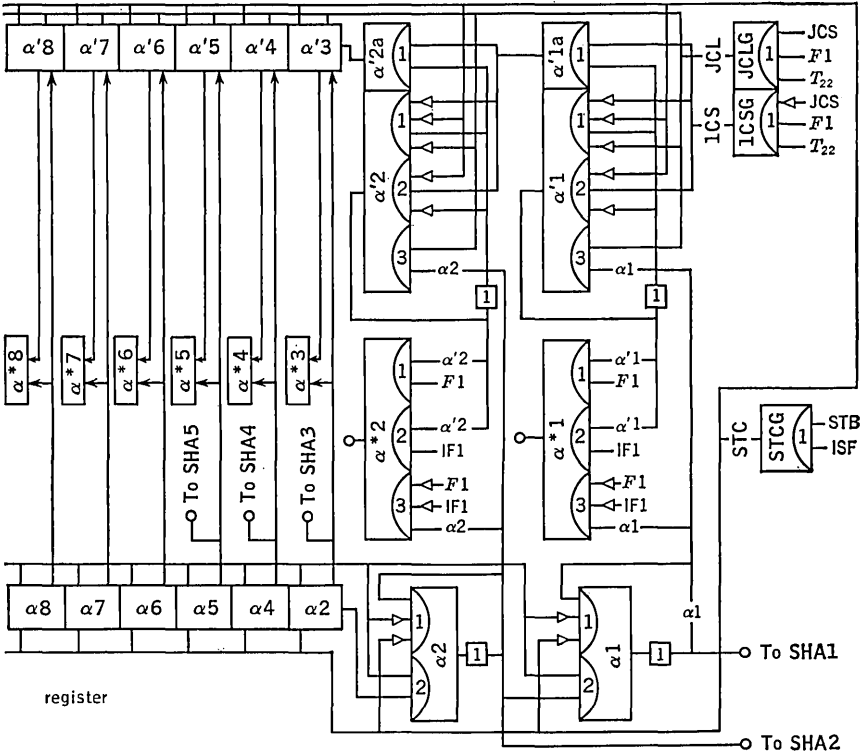 α′8 α′7 α′6 α′5 α′4 α′3 α′2a 1 α′1a 1 JCL JCLG 1 JCS
F1
T22
1CS 1CSG 1 JCS
F1
T22
α′2 1 2 3 α2
α′1 1 2 3 α1
1 1
α*8 α*7 α*6 α*5 α*4 α*3
α*2 1 α′2
F1
2 α′2
IF1
3 F1
IF1
α2
α*1 1 α′1
F1
2 α′1
IF1
3 F1
IF1
α1
STC STCG 1 STB
ISF
To SHA5 To SHA4 To SHA3
α8 α7 α6 α5 α4 α2
1 2 α2 1
1 2 α1 1
α1
To SHA1
To SHA2
register